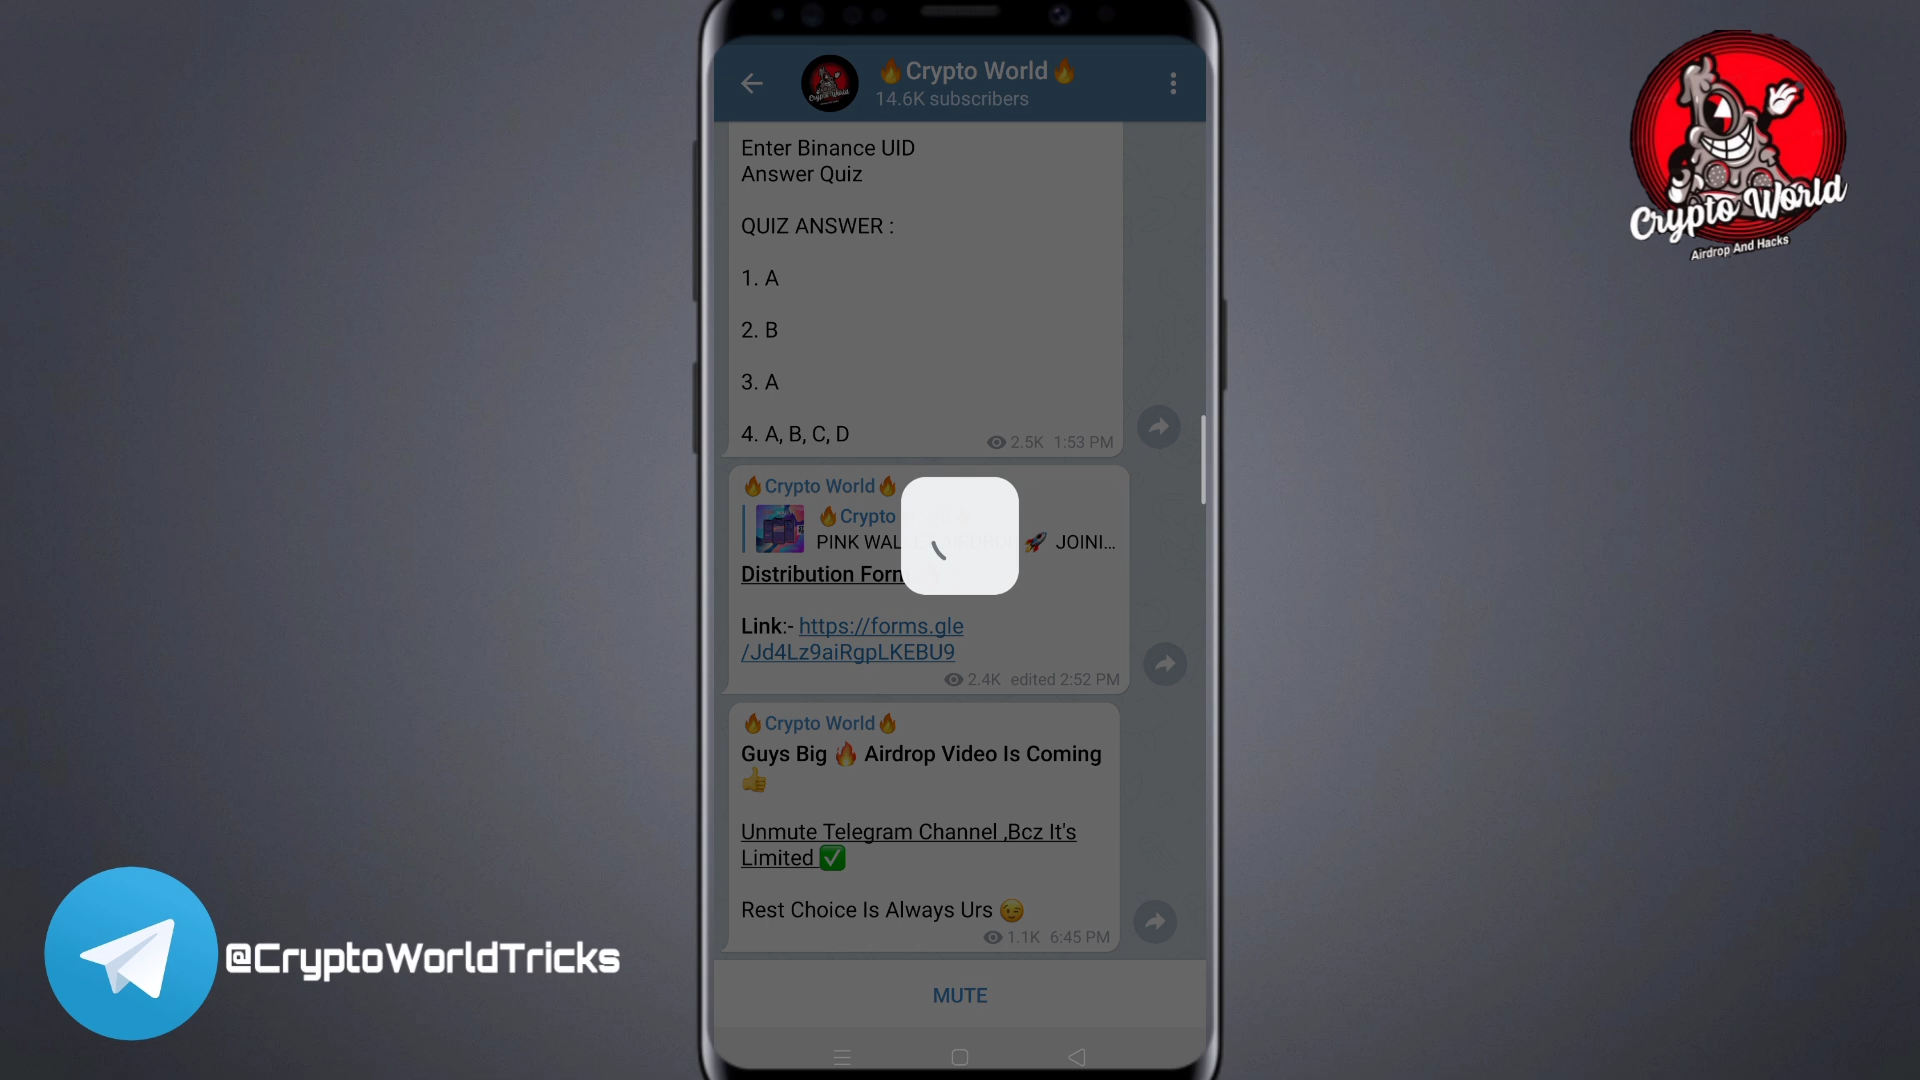 🔥Crypto World🔥
14.6K subscribers
Enter Binance UID
Answer Quiz
QUIZ ANSWER :
1. A
2. B
3. A
4. A, B, C, D
2.5K 1:53 PM
🔥Crypto World🔥
🔥Crypto
PINK 🚀 JOINI...
Distribution
Link:- https://forms.gle
/Jd4Lz9aiRgpLKEBU9
2.4K edited 2:52 PM
🔥Crypto World🔥
Guys Big 🔥 Airdrop Video Is Coming
👍
Unmute Telegram Channel ,Bcz It's
Limited ✅
Rest Choice Is Always Urs 😉
1.1K 6:45 PM
MUTE
Crypto World
Airdrop And Hacks
@CryptoWorldTricks